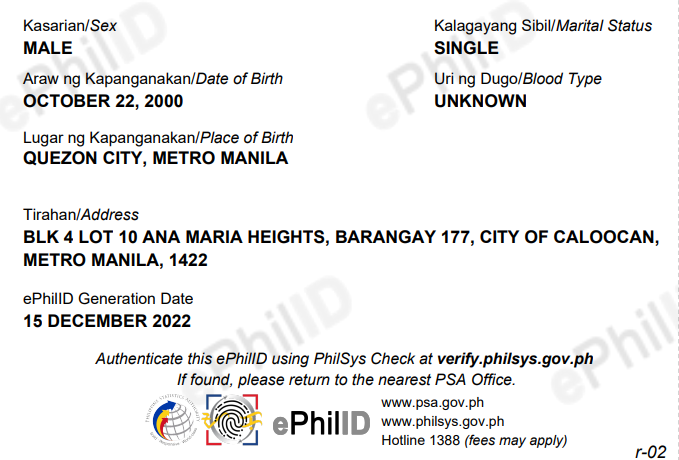 Kasarian/Sex
MALE
Kalagayang Sibil/Marital Status
SINGLE
Araw ng Kapanganakan/Date of Birth
OCTOBER 22, 2000
Uri ng Dugo/Blood Type
UNKNOWN
Lugar ng Kapanganakan/Place of Birth
QUEZON CITY, METRO MANILA
Tirahan/Address
BLK 4 LOT 10 ANA MARIA HEIGHTS, BARANGAY 177, CITY OF CALOOCAN,
METRO MANILA, 1422
ePhilID Generation Date
15 DECEMBER 2022
Authenticate this ePhilID using PhilSys Check at verify.philsys.gov.ph
If found, please return to the nearest PSA Office.
ePhilID
www.psa.gov.ph
www.philsys.gov.ph
Hotline 1388 (fees may apply)
r-02
ePhilID
ePhilID
ePhilID
ePhilID